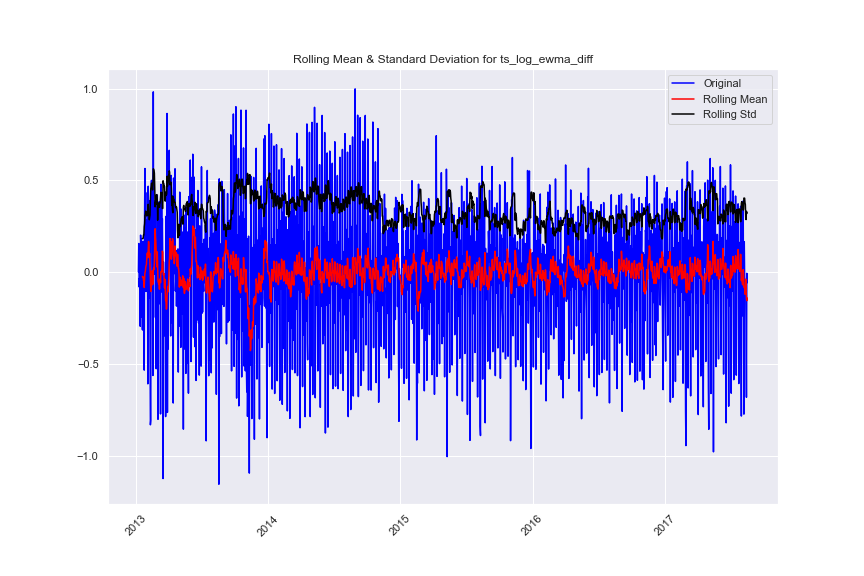 Rolling Mean & Standard Deviation for ts_log_ewma_diff
Original
Rolling Mean
Rolling Std
1.0
0.5
0.0
−0.5
−1.0
2013
2014
2015
2016
2017